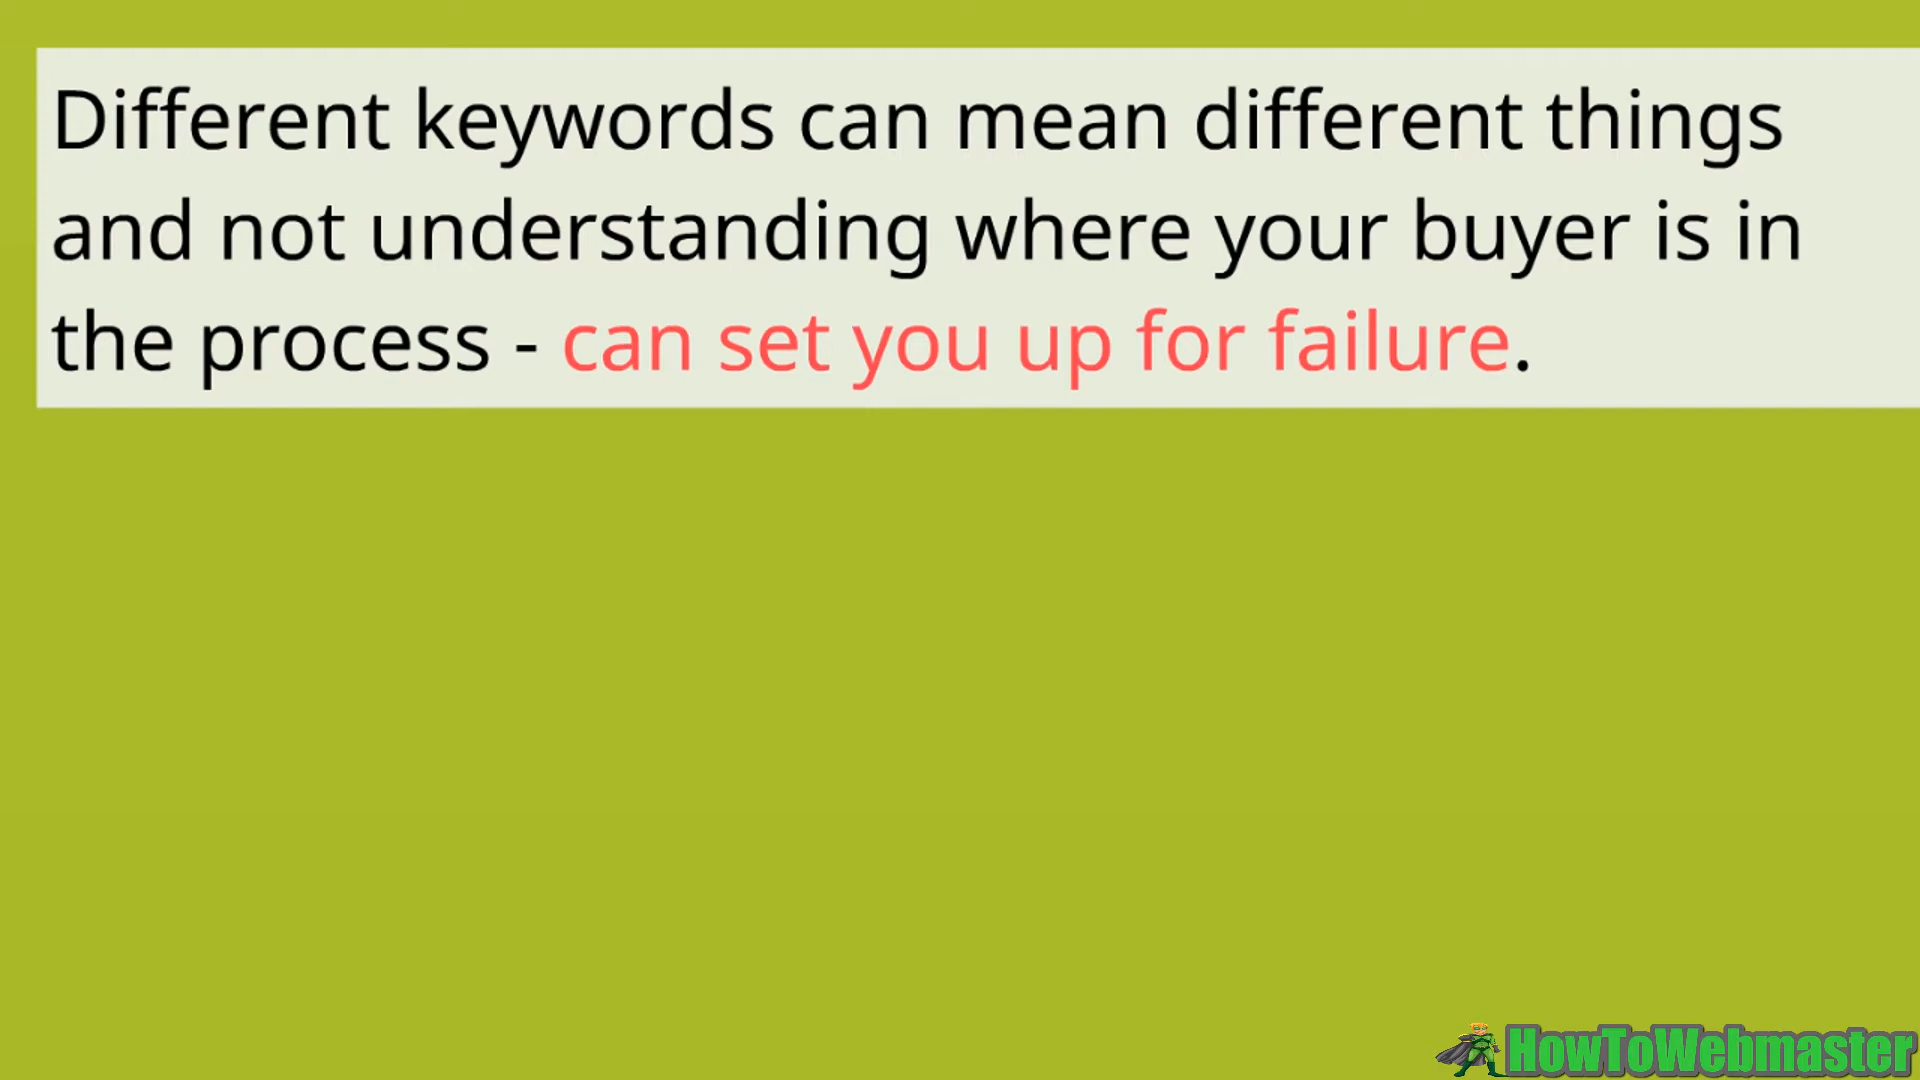 Different keywords can mean different things
and not understanding where your buyer is in
the process - can set you up for failure.
HowToWebmaster